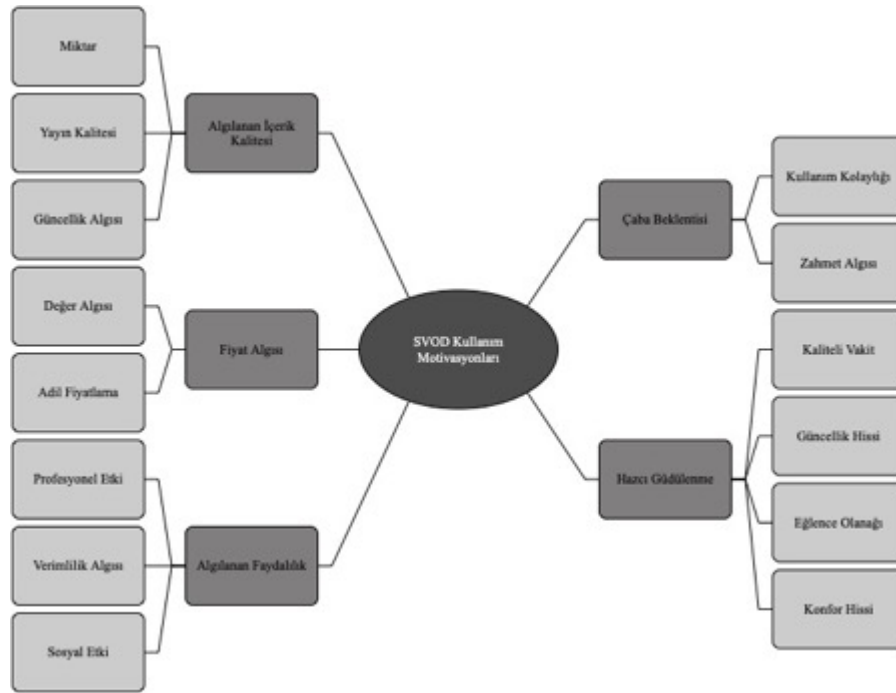 Miktar
Yayın Kalitesi
Güncellik Algısı
Algılanan İçerik
Kalitesi
Değer Algısı
Adil Fiyatlama
Fiyat Algısı
Profesyonel Etki
Verimlilik Algısı
Sosyal Etki
Algılanan Faydalılık
SVOD Kullanım
Motivasyonları
Çaba Beklentisi
Kullanım Kolaylığı
Zahmet Algısı
Hazcı Güdülenme
Kaliteli Vakit
Güncellik Hissi
Eğlence Olanağı
Konfor Hissi